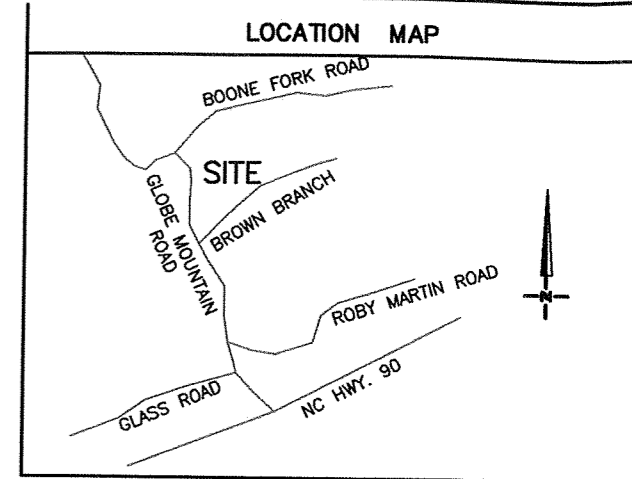 LOCATION MAP
BOONE FORK ROAD
SITE
GLOBE MOUNTAIN
ROAD
BROWN BRANCH
N
ROBY MARTIN ROAD
GLASS ROAD
NC HWY. 90